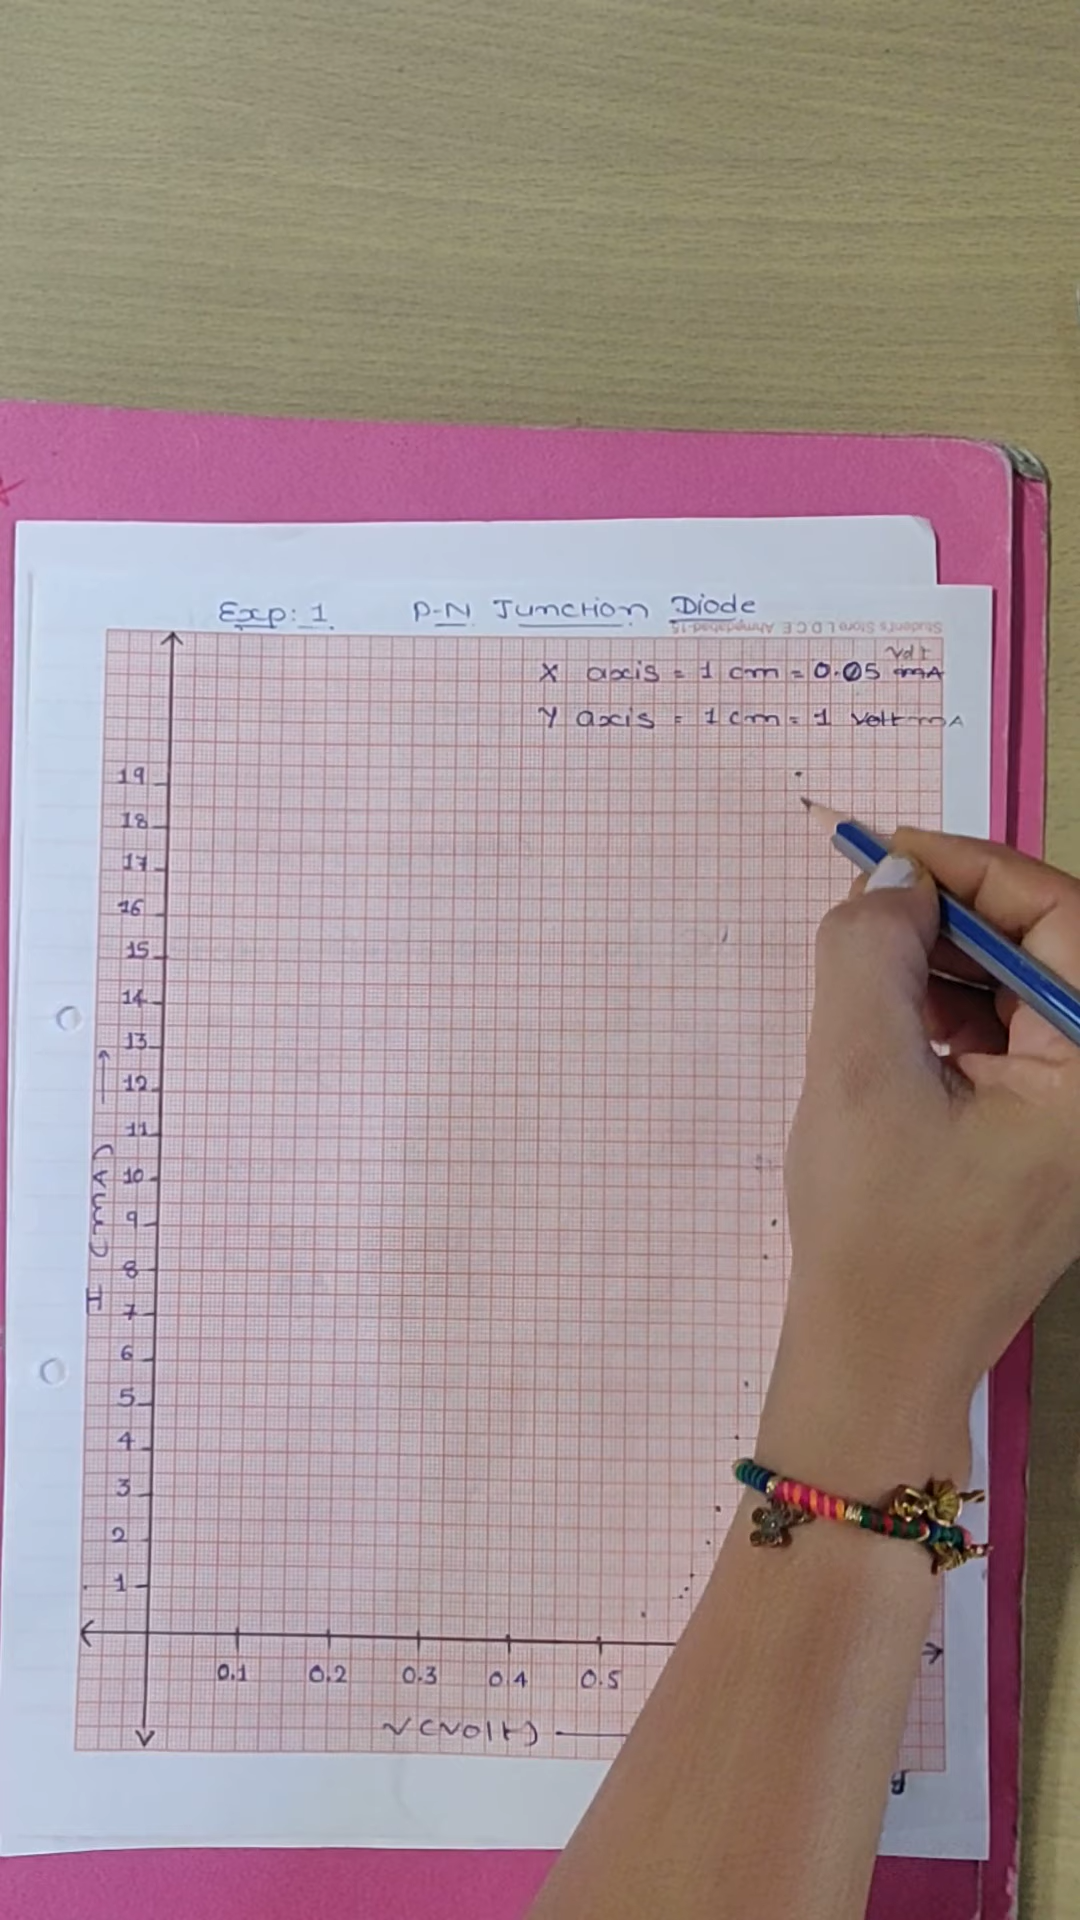 Exp: 1 P-N Junction Diode
Student's Store L D C E Ahmedabad-15
Volt
X axis = 1 cm = 0.05 mA
Y axis = 1 cm = 1 Volt mA
19
18
17
16
15
14
13
12
11
10
9
8
7
6
5
4
3
2
1
I (mA)
0.1 0.2 0.3 0.4 0.5
V (Volt)